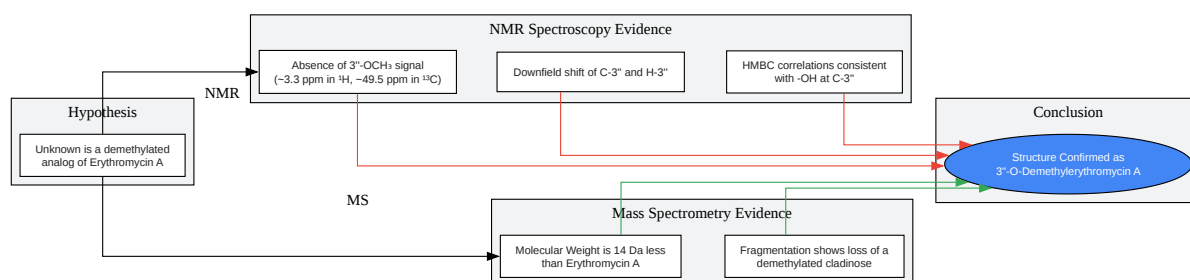 NMR Spectroscopy Evidence
Absence of 3"-OCH₃ signal
(~3.3 ppm in ¹H, ~49.5 ppm in ¹³C)
Downfield shift of C-3" and H-3"
HMBC correlations consistent
with -OH at C-3"
NMR
Hypothesis
Unknown is a demethylated
analog of Erythromycin A
Conclusion
Structure Confirmed as
3"-O-Demethylerythromycin A
MS
Mass Spectrometry Evidence
Molecular Weight is 14 Da less
than Erythromycin A
Fragmentation shows loss of a
demethylated cladinose